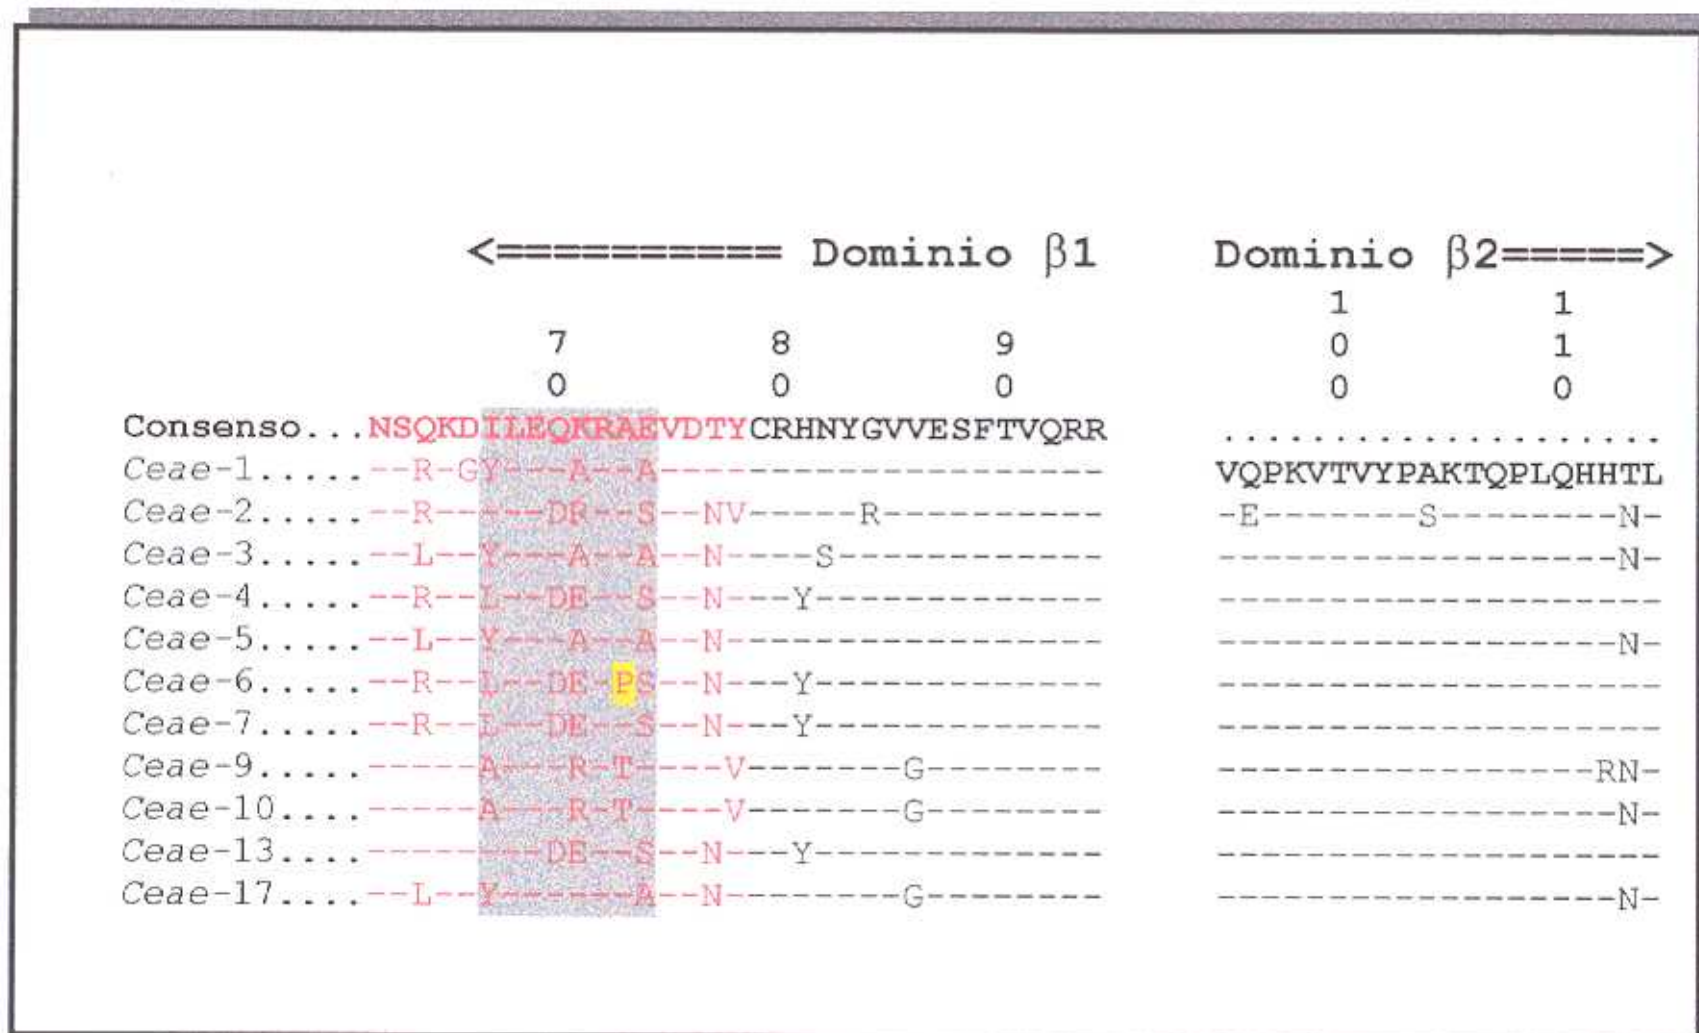 <========== Dominio β1 Dominio β2=====>
1 1
7 8 9 0 1
0 0 0 0 0
Consenso...NSQKDILEQKRAEVDTYCRHNYGVVESFTVQRR ....................
Ceae-1.....--R-GY---A--A-------------------- VQPKVTVYPAKTQPLQHHTL
Ceae-2.....--R-----DR--S--NV-----R---------- -E-------S--------N-
Ceae-3.....--L--Y---A--A--N----S------------ ------------------N-
Ceae-4.....--R--L--DE--S--N---Y------------- --------------------
Ceae-5.....--L--Y---A--A--N----------------- ------------------N-
Ceae-6.....--R--L--DE-PS--N---Y------------- --------------------
Ceae-7.....--R--L--DE--S--N---Y------------- --------------------
Ceae-9.....-----A---R-T----V-------G-------- -----------------RN-
Ceae-10....-----A---R-T----V-------G-------- ------------------N-
Ceae-13....--------DE--S--N---Y------------- --------------------
Ceae-17....--L--Y------A--N--------G-------- ------------------N-